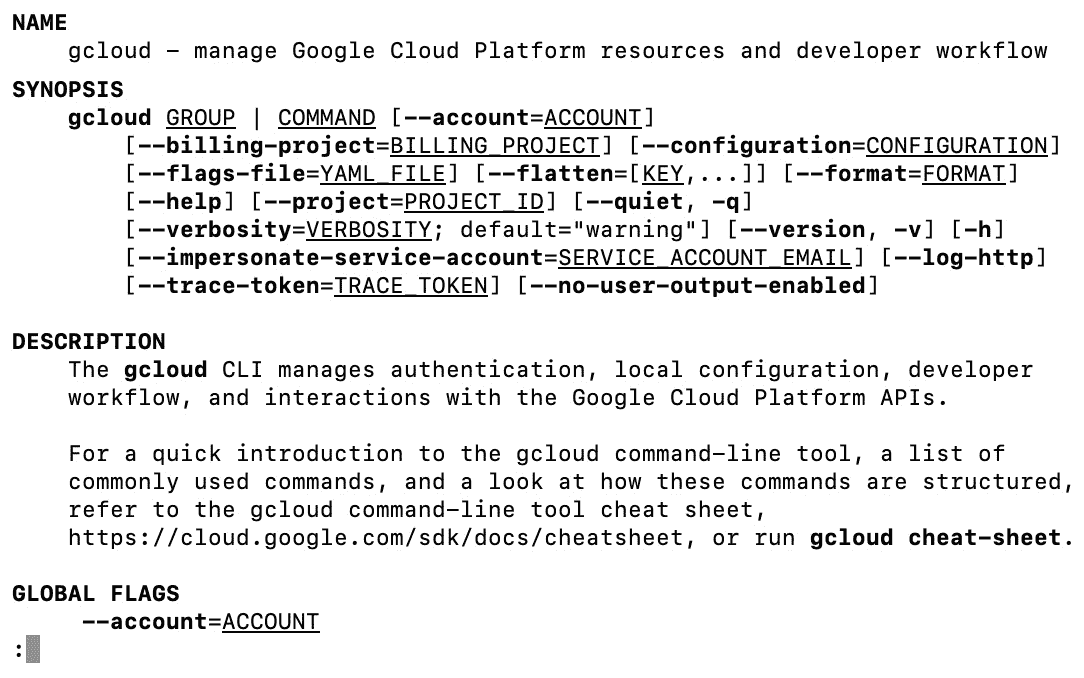 NAME
gcloud – manage Google Cloud Platform resources and developer workflow
SYNOPSIS
gcloud GROUP | COMMAND [--account=ACCOUNT]
[--billing-project=BILLING_PROJECT] [--configuration=CONFIGURATION]
[--flags-file=YAML_FILE] [--flatten=[KEY,...]] [--format=FORMAT]
[--help] [--project=PROJECT_ID] [--quiet, -q]
[--verbosity=VERBOSITY; default="warning"] [--version, -v] [-h]
[--impersonate-service-account=SERVICE_ACCOUNT_EMAIL] [--log-http]
[--trace-token=TRACE_TOKEN] [--no-user-output-enabled]
DESCRIPTION
The gcloud CLI manages authentication, local configuration, developer
workflow, and interactions with the Google Cloud Platform APIs.
For a quick introduction to the gcloud command-line tool, a list of
commonly used commands, and a look at how these commands are structured,
refer to the gcloud command-line tool cheat sheet,
https://cloud.google.com/sdk/docs/cheatsheet, or run gcloud cheat-sheet.
GLOBAL FLAGS
--account=ACCOUNT
: